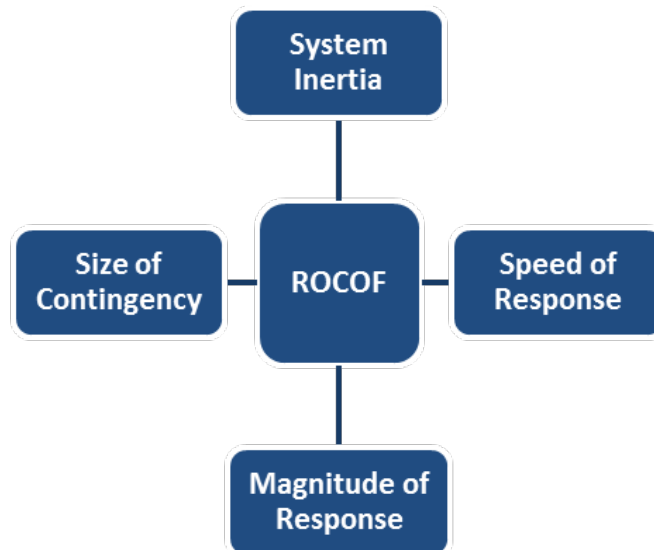 System
Inertia
Size of
Contingency
ROCOF
Speed of
Response
Magnitude of
Response